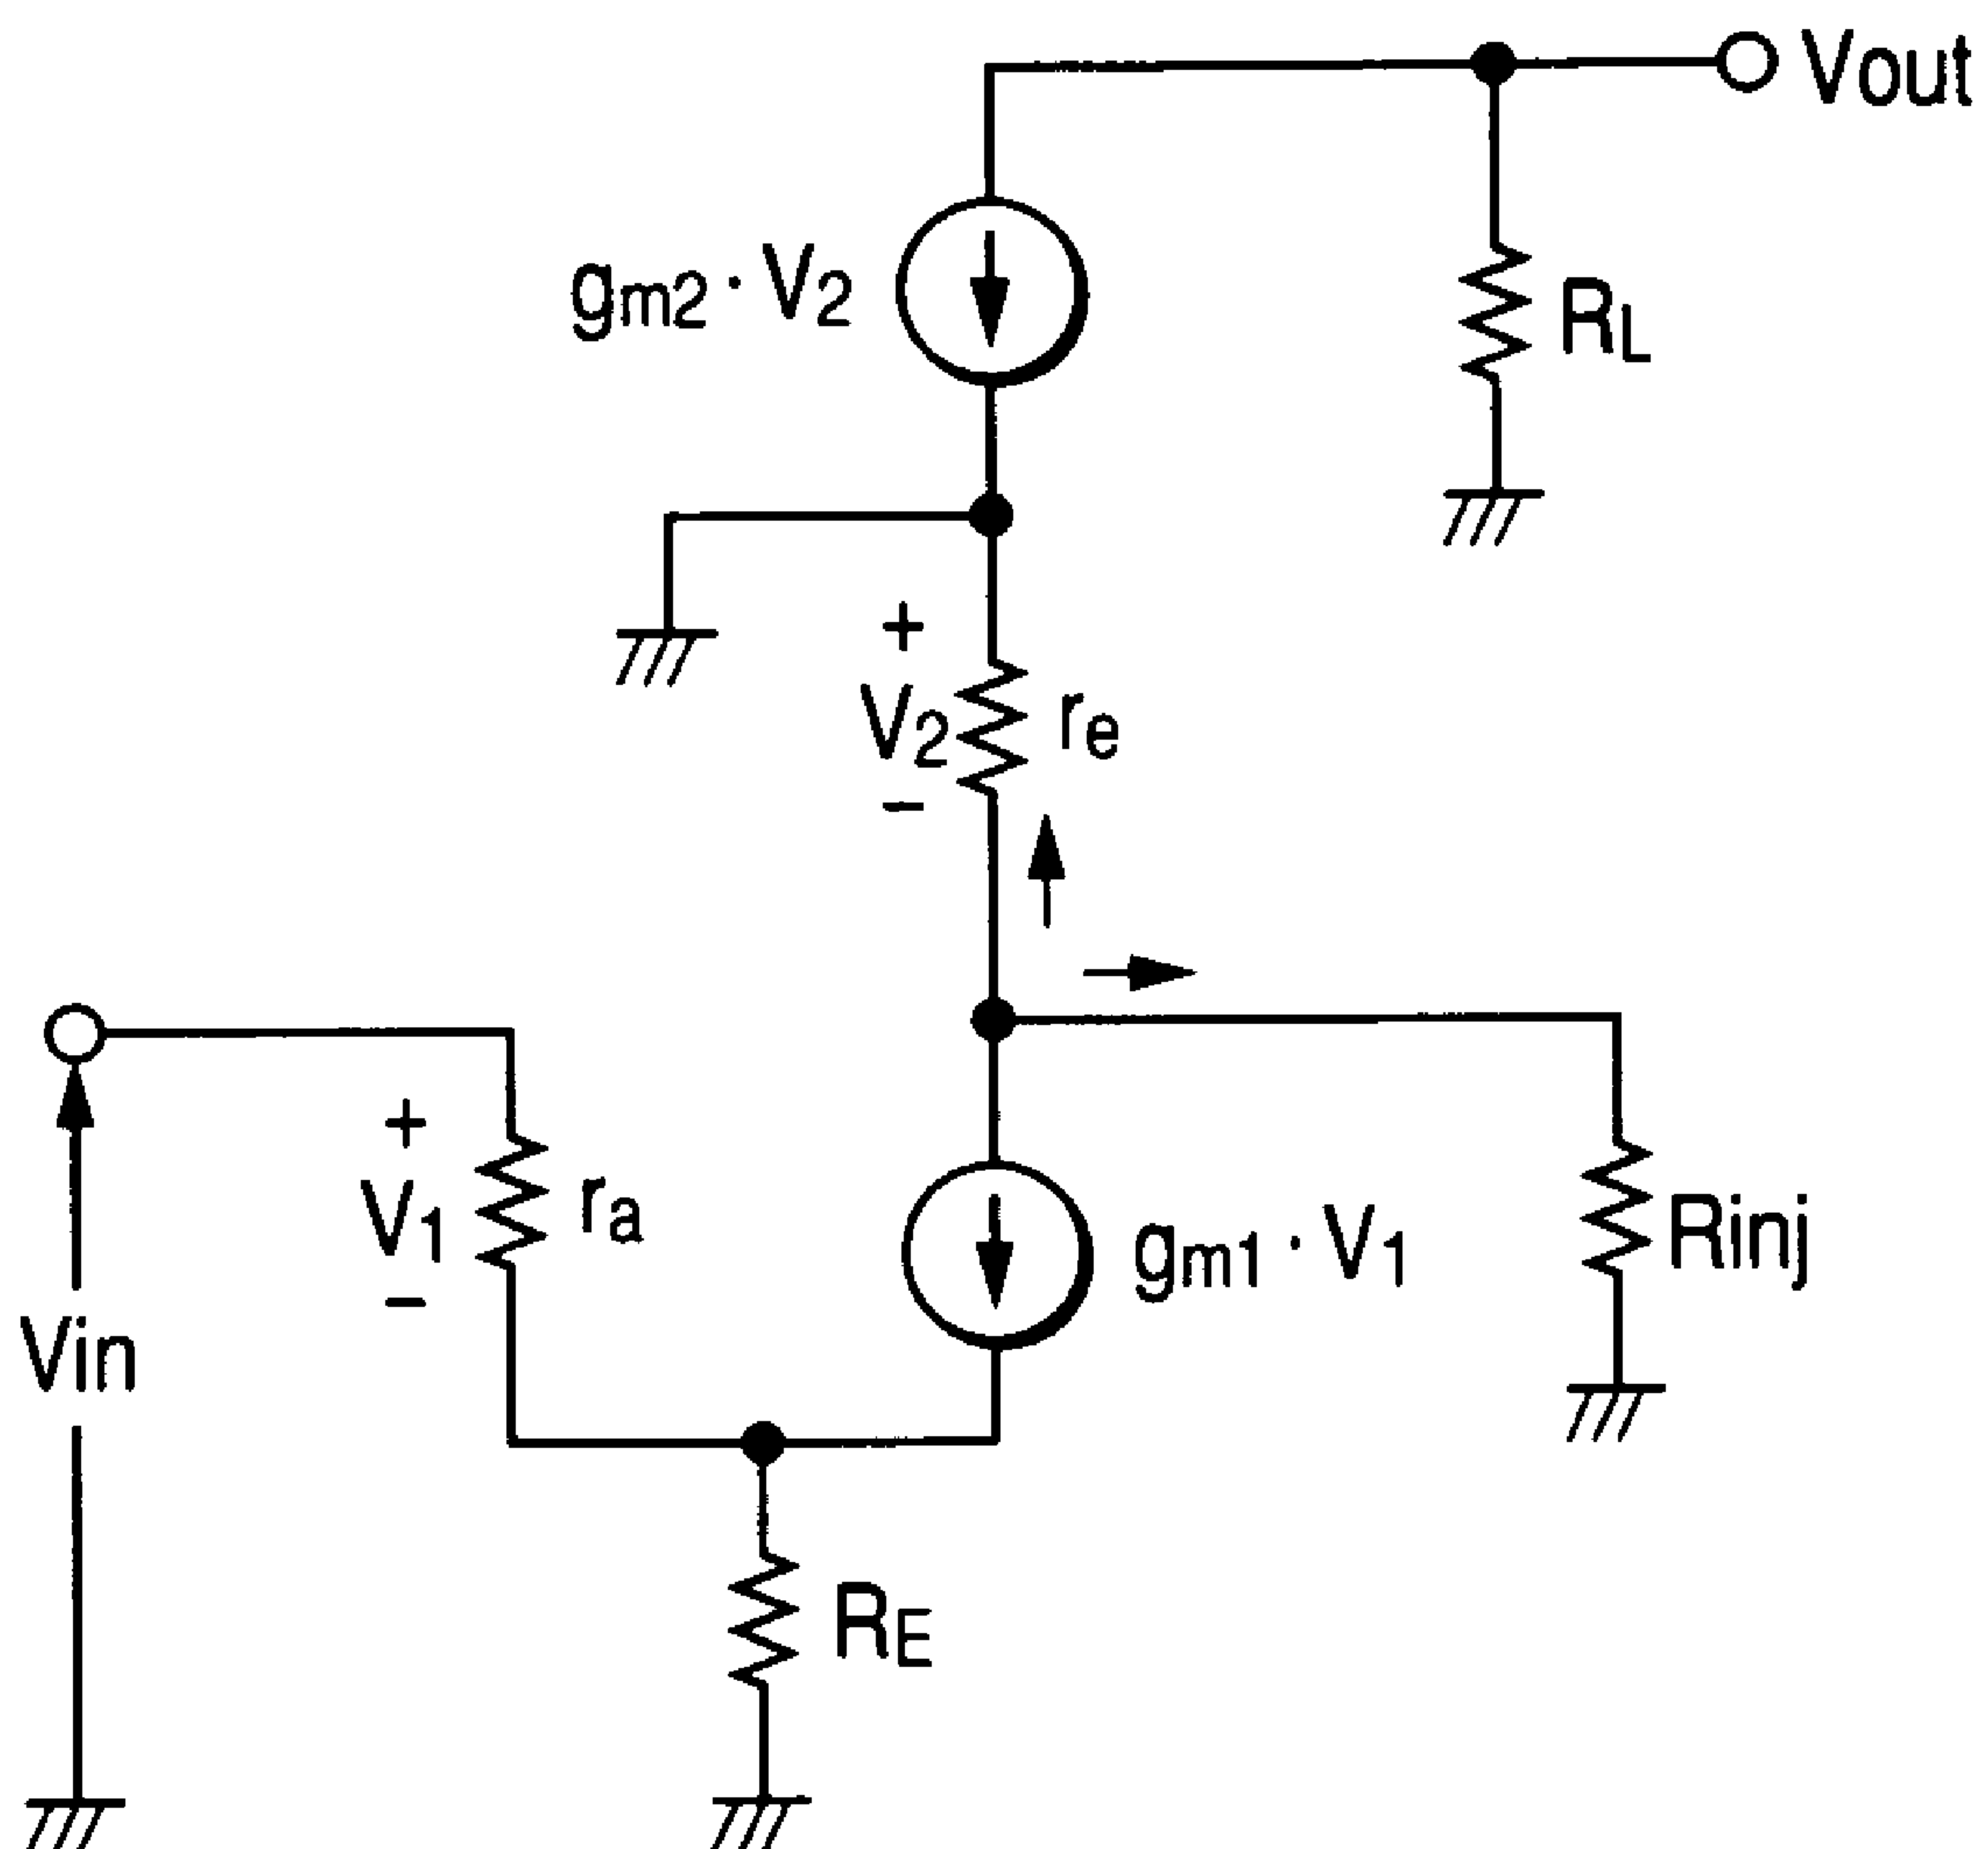 Vout
gm2·V2
RL
+
V2
re
−
+
V1
ra
−
gm1·V1
Rinj
Vin
RE